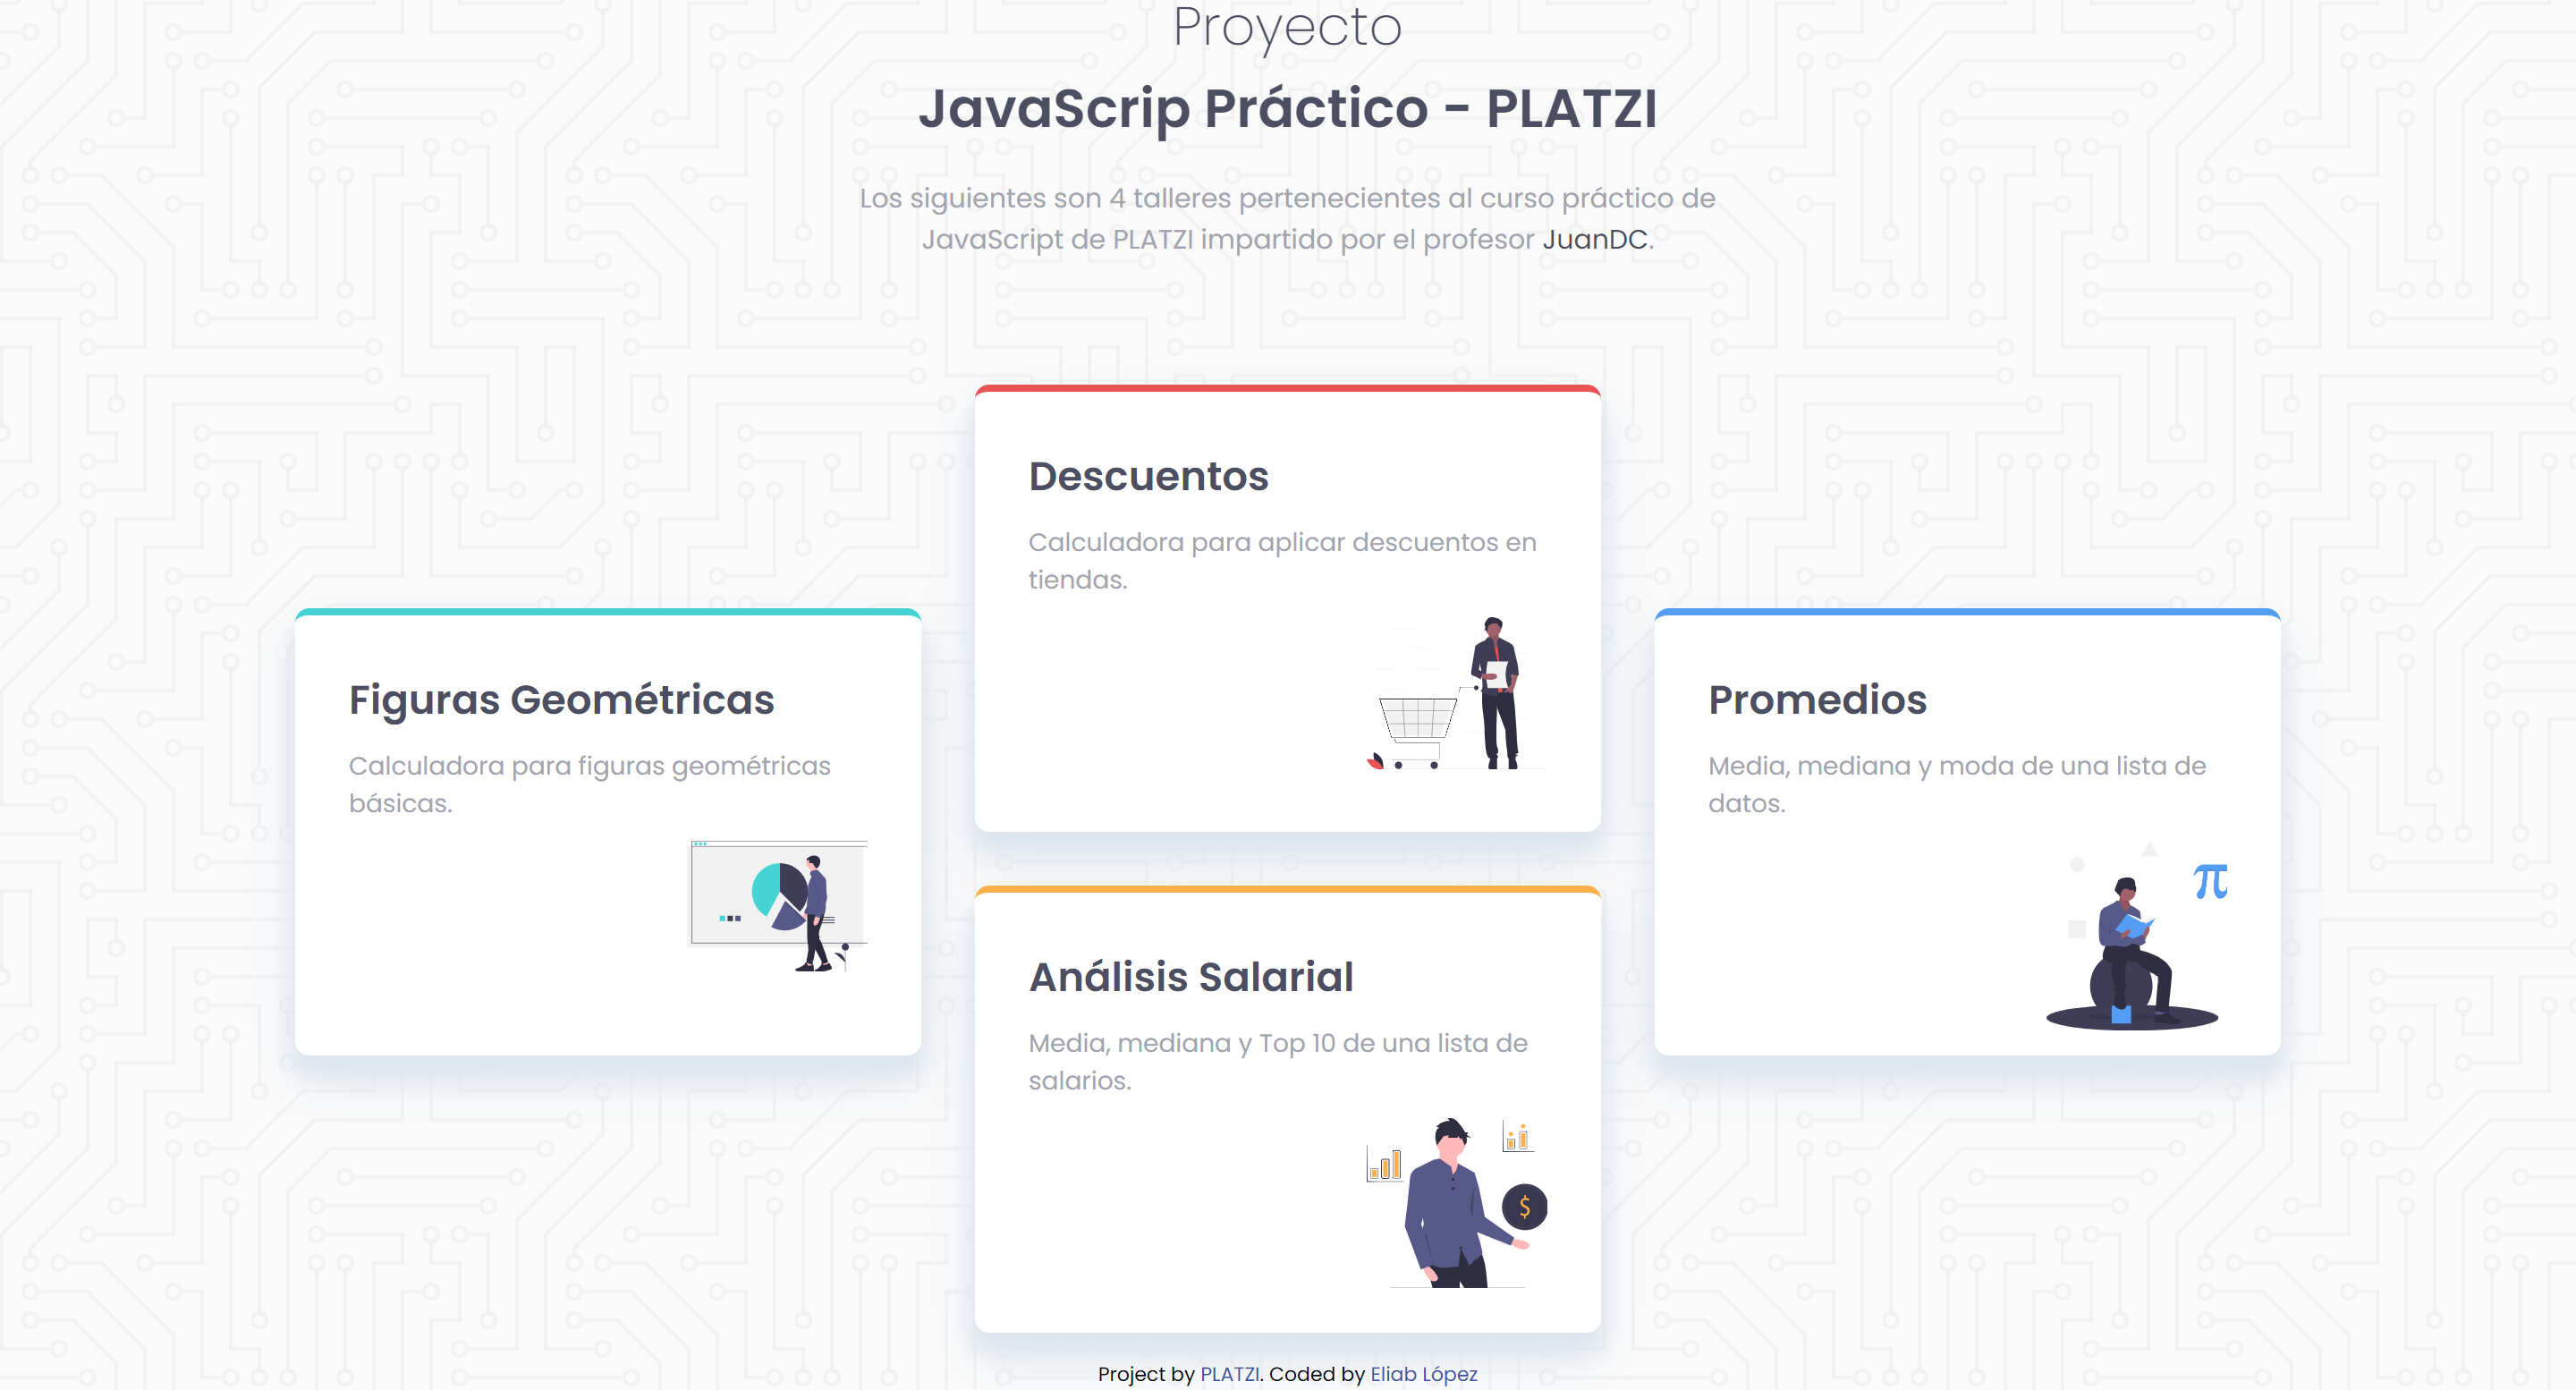 Proyecto
JavaScrip Práctico - PLATZI
Los siguientes son 4 talleres pertenecientes al curso práctico de
JavaScript de PLATZI impartido por el profesor JuanDC.
Descuentos
Calculadora para aplicar descuentos en
tiendas.
Figuras Geométricas
Calculadora para figuras geométricas
básicas.
Promedios
Media, mediana y moda de una lista de
datos.
π
Análisis Salarial
Media, mediana y Top 10 de una lista de
salarios.
$
Project by PLATZI. Coded by Eliab López